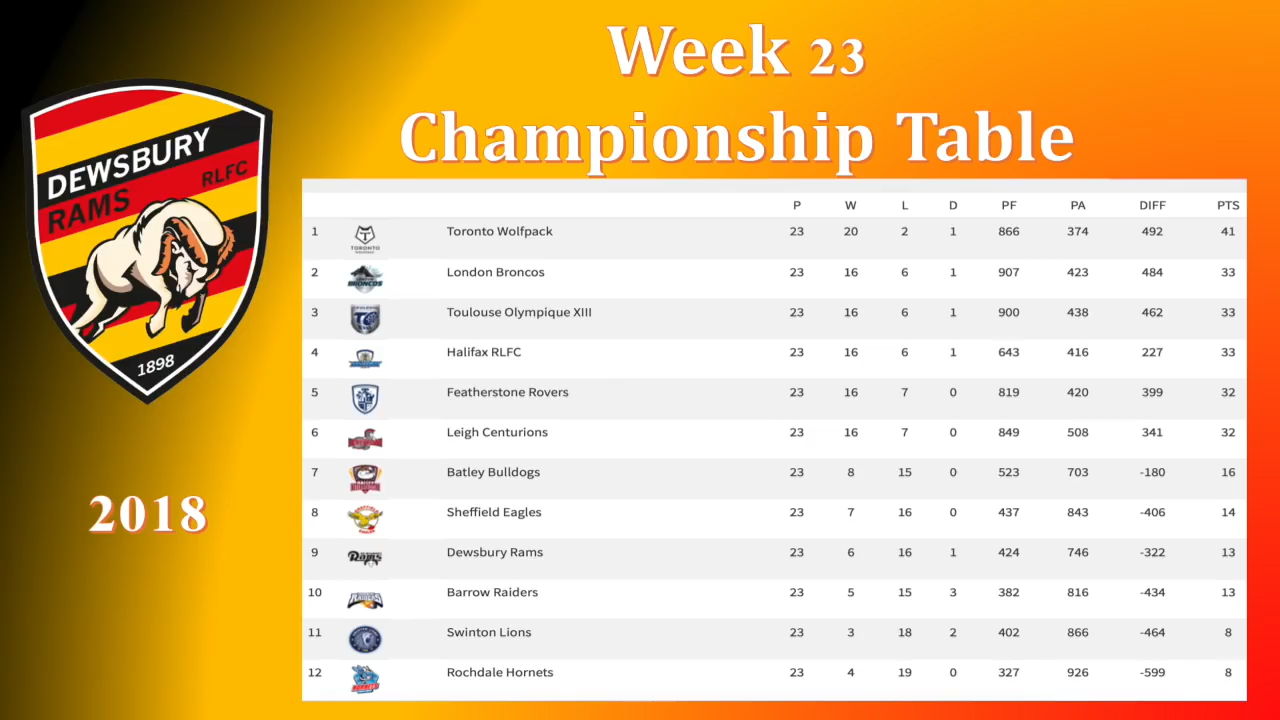 Week 23
Championship Table
DEWSBURY
RAMS RLFC
1898
2018
P W L D PF PA DIFF PTS
1 TORONTO Toronto Wolfpack 23 20 2 1 866 374 492 41
2 BRONCOS London Broncos 23 16 6 1 907 423 484 33
3 Toulouse Olympique XIII 23 16 6 1 900 438 462 33
4 Halifax RLFC 23 16 6 1 643 416 227 33
5 Featherstone Rovers 23 16 7 0 819 420 399 32
6 Leigh Centurions 23 16 7 0 849 508 341 32
7 Batley Bulldogs 23 8 15 0 523 703 -180 16
8 Sheffield Eagles 23 7 16 0 437 843 -406 14
9 Rams Dewsbury Rams 23 6 16 1 424 746 -322 13
10 Barrow Raiders 23 5 15 3 382 816 -434 13
11 Swinton Lions 23 3 18 2 402 866 -464 8
12 HORNETS Rochdale Hornets 23 4 19 0 327 926 -599 8